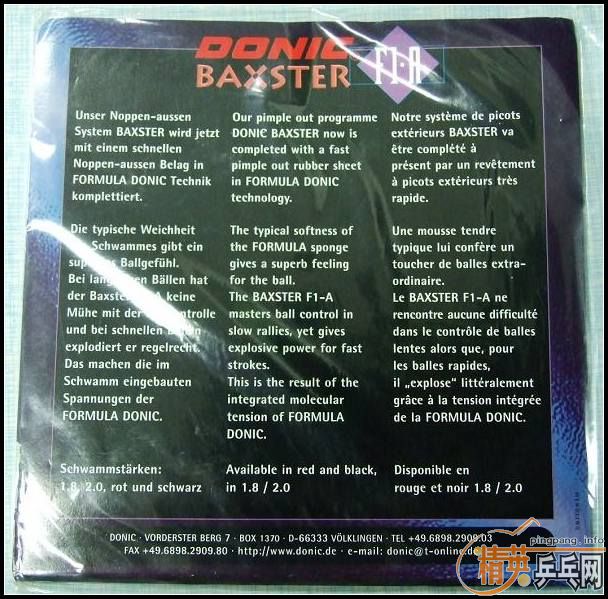 DONIC
BAXSTER F1·A
Unser Noppen-aussen
System BAXSTER wird jetzt
mit einem schnellen
Noppen-aussen Belag in
FORMULA DONIC Technik
komplettiert.
Die typische Weichheit
Schwammes gibt ein
Ballgefühl.
Bei Bällen hat
der keine
Mühe mit der
und bei schnellen
explodiert er regelrecht.
Das machen die im
Schwamm eingebauten
Spannungen der
FORMULA DONIC.
Schwammstärken:
1.8, 2.0, rot und schwarz
Our pimple out programme
DONIC BAXSTER now is
completed with a fast
pimple out rubber sheet
in FORMULA DONIC
technology.
The typical softness of
the FORMULA sponge
gives a superb feeling
for the ball.
The BAXSTER F1-A
masters ball control in
slow rallies, yet gives
explosive power for fast
strokes.
This is the result of the
integrated molecular
tension of FORMULA
DONIC.
Available in red and black,
in 1.8 / 2.0
Notre système de picots
extérieurs BAXSTER va
être complété à
présent par un revêtement
à picots extérieurs très
rapide.
Une mousse tendre
typique lui confère un
toucher de balles extra-
ordinaire.
Le BAXSTER F1-A ne
rencontre aucune difficulté
dans le contrôle de balles
lentes alors que, pour
les balles rapides,
il „explose" littéralement
grâce à la tension intégrée
de la FORMULA DONIC.
Disponible en
rouge et noir 1.8 / 2.0
DONIC · VORDERSTER BERG 7 · BOX 1370 · D-66333 VÖLKLINGEN · TEL +49.6898.2909.03
FAX +49.6898.2909.80 · http://www.donic.de · e-mail: donic@t-online.de
pingpang.info
精英乒乓网